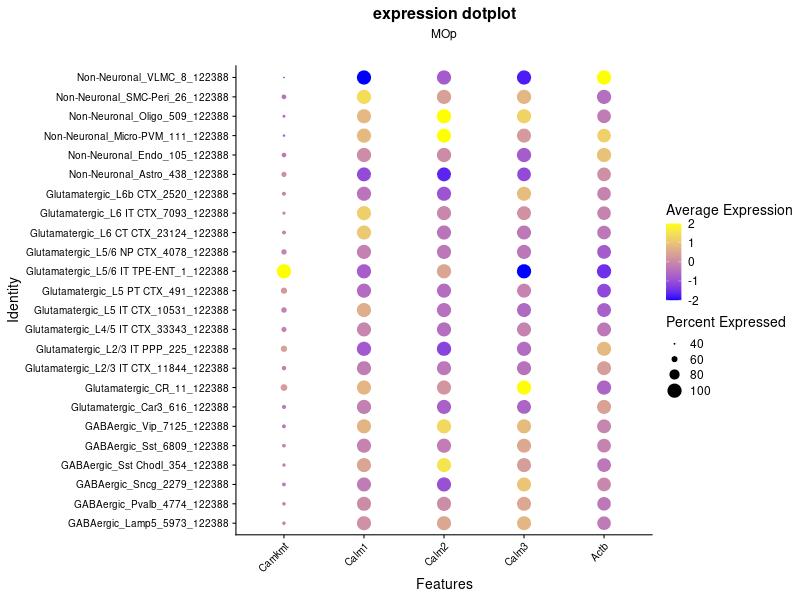 expression dotplot
MOp
Identity
Non-Neuronal_VLMC_8_122388
Non-Neuronal_SMC-Peri_26_122388
Non-Neuronal_Oligo_509_122388
Non-Neuronal_Micro-PVM_111_122388
Non-Neuronal_Endo_105_122388
Non-Neuronal_Astro_438_122388
Glutamatergic_L6b CTX_2520_122388
Glutamatergic_L6 IT CTX_7093_122388
Glutamatergic_L6 CT CTX_23124_122388
Glutamatergic_L5/6 NP CTX_4078_122388
Glutamatergic_L5/6 IT TPE-ENT_1_122388
Glutamatergic_L5 PT CTX_491_122388
Glutamatergic_L5 IT CTX_10531_122388
Glutamatergic_L4/5 IT CTX_33343_122388
Glutamatergic_L2/3 IT PPP_225_122388
Glutamatergic_L2/3 IT CTX_11844_122388
Glutamatergic_CR_11_122388
Glutamatergic_Car3_616_122388
GABAergic_Vip_7125_122388
GABAergic_Sst_6809_122388
GABAergic_Sst Chodl_354_122388
GABAergic_Sncg_2279_122388
GABAergic_Pvalb_4774_122388
GABAergic_Lamp5_5973_122388
Camkmt
Calm1
Calm2
Calm3
Actb
Features
Average Expression
2
1
0
-1
-2
Percent Expressed
40
60
80
100